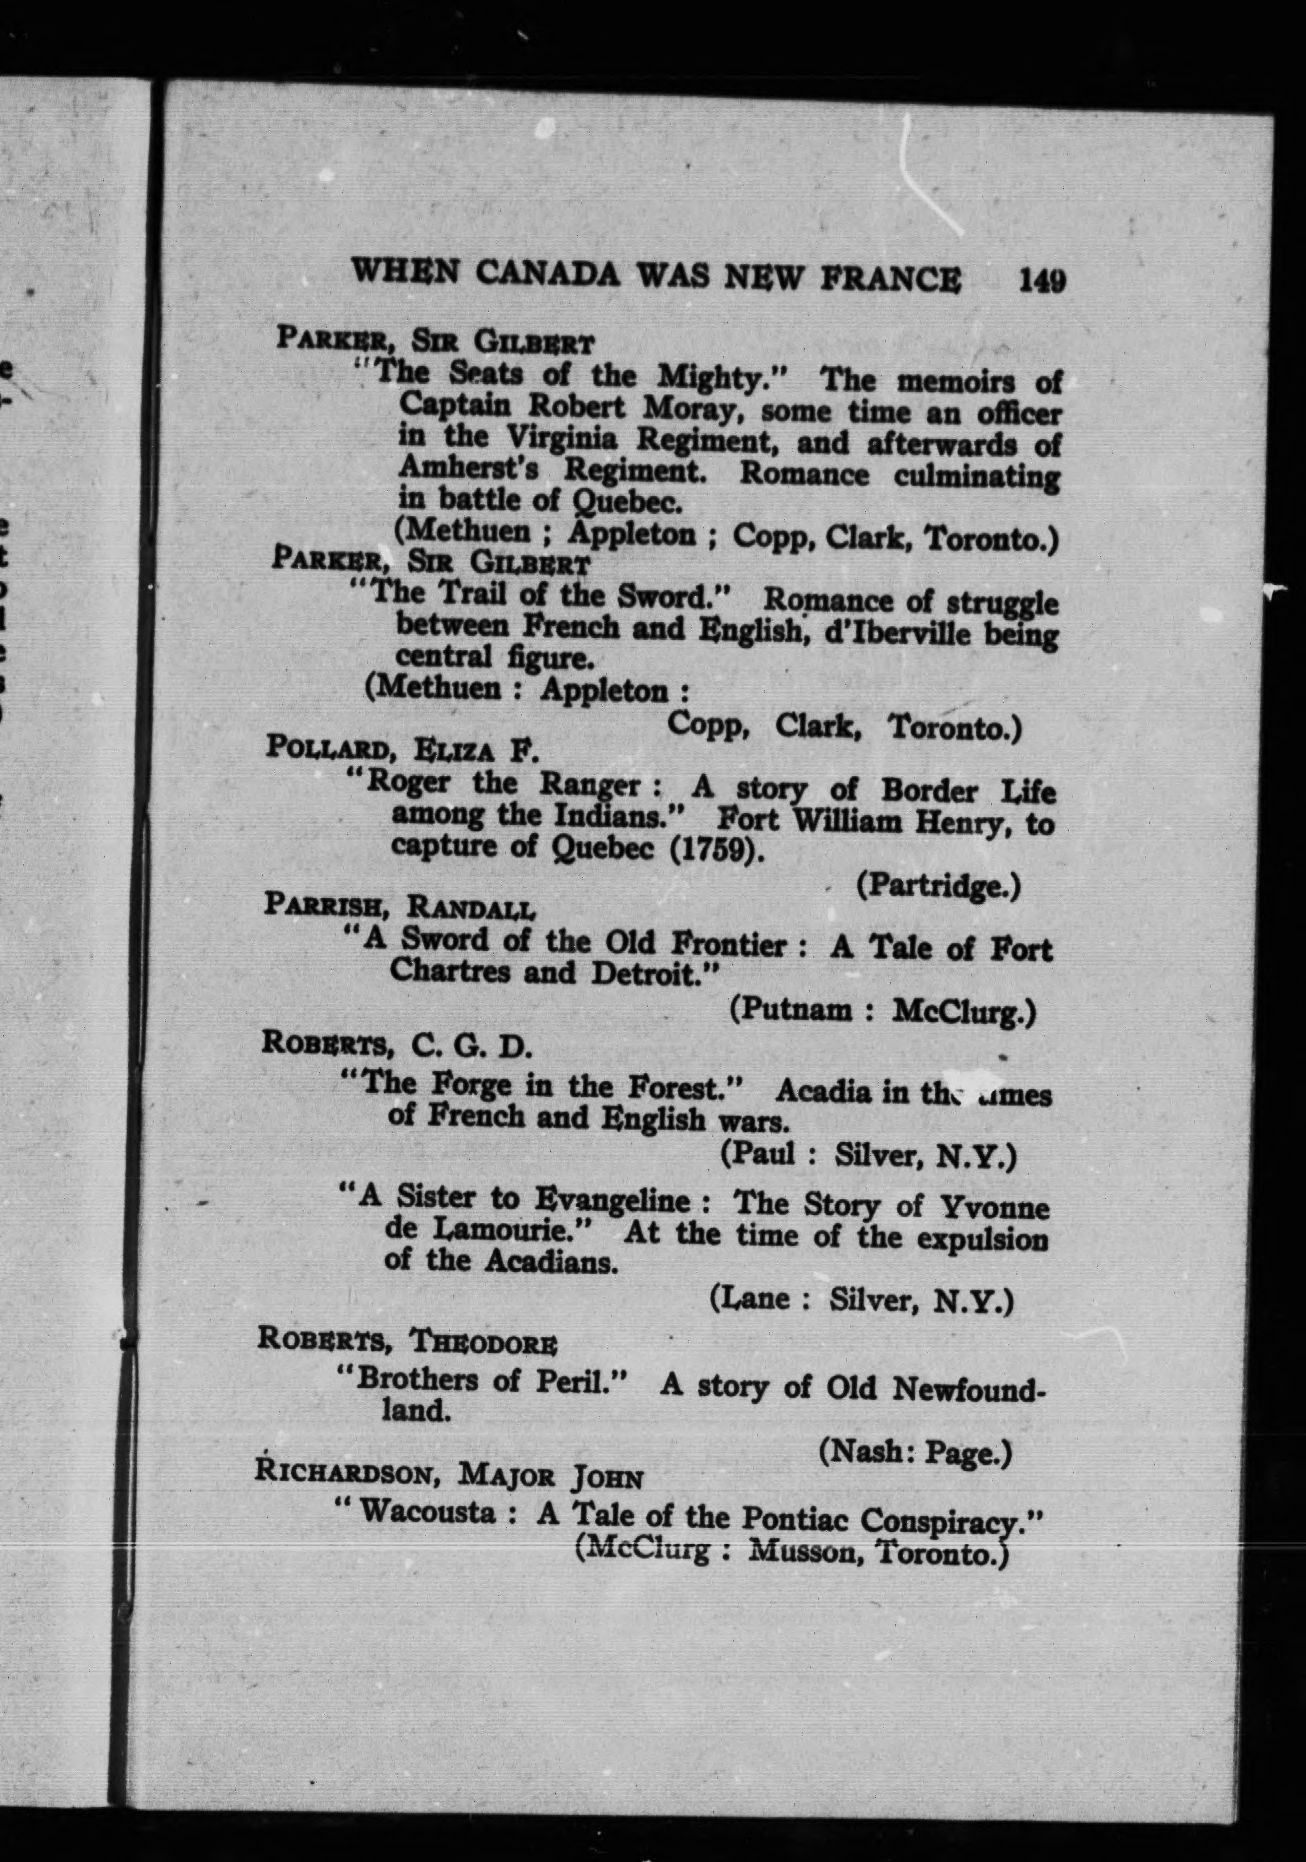 WHEN CANADA WAS NEW FRANCE 149
PARKER, SIR GILBERT
"The Seats of the Mighty." The memoirs of
Captain Robert Moray, some time an officer
in the Virginia Regiment, and afterwards of
Amherst's Regiment. Romance culminating
in battle of Quebec.
(Methuen ; Appleton ; Copp, Clark, Toronto.)
PARKER, SIR GILBERT
"The Trail of the Sword." Romance of struggle
between French and English, d'Iberville being
central figure.
(Methuen : Appleton :
Copp, Clark, Toronto.)
POLLARD, ELIZA F.
"Roger the Ranger : A story of Border Life
among the Indians." Fort William Henry, to
capture of Quebec (1759).
(Partridge.)
PARRISH, RANDALL
"A Sword of the Old Frontier : A Tale of Fort
Chartres and Detroit."
(Putnam : McClurg.)
ROBERTS, C. G. D.
"The Forge in the Forest." Acadia in the times
of French and English wars.
(Paul : Silver, N.Y.)
"A Sister to Evangeline : The Story of Yvonne
de Lamourie." At the time of the expulsion
of the Acadians.
(Lane : Silver, N.Y.)
ROBERTS, THEODORE
"Brothers of Peril." A story of Old Newfound-
land.
(Nash: Page.)
RICHARDSON, MAJOR JOHN
"Wacousta : A Tale of the Pontiac Conspiracy."
(McClurg : Musson, Toronto.)